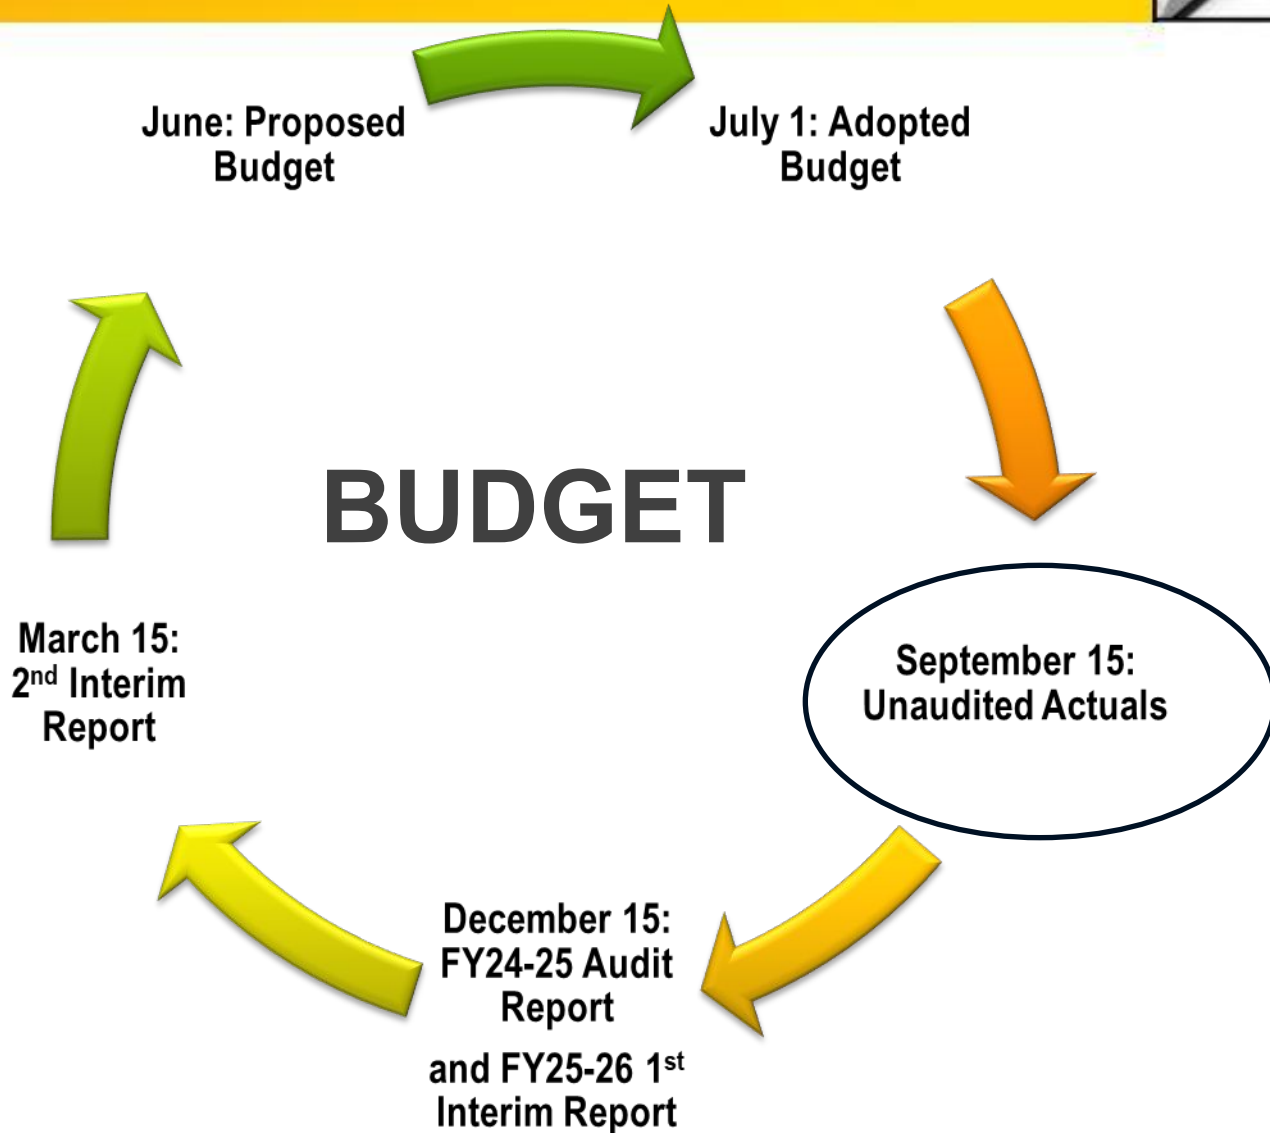 June: Proposed
Budget
July 1: Adopted
Budget
BUDGET
September 15:
Unaudited Actuals
December 15:
FY24-25 Audit
Report
and FY25-26 1st
Interim Report
March 15:
2nd Interim
Report